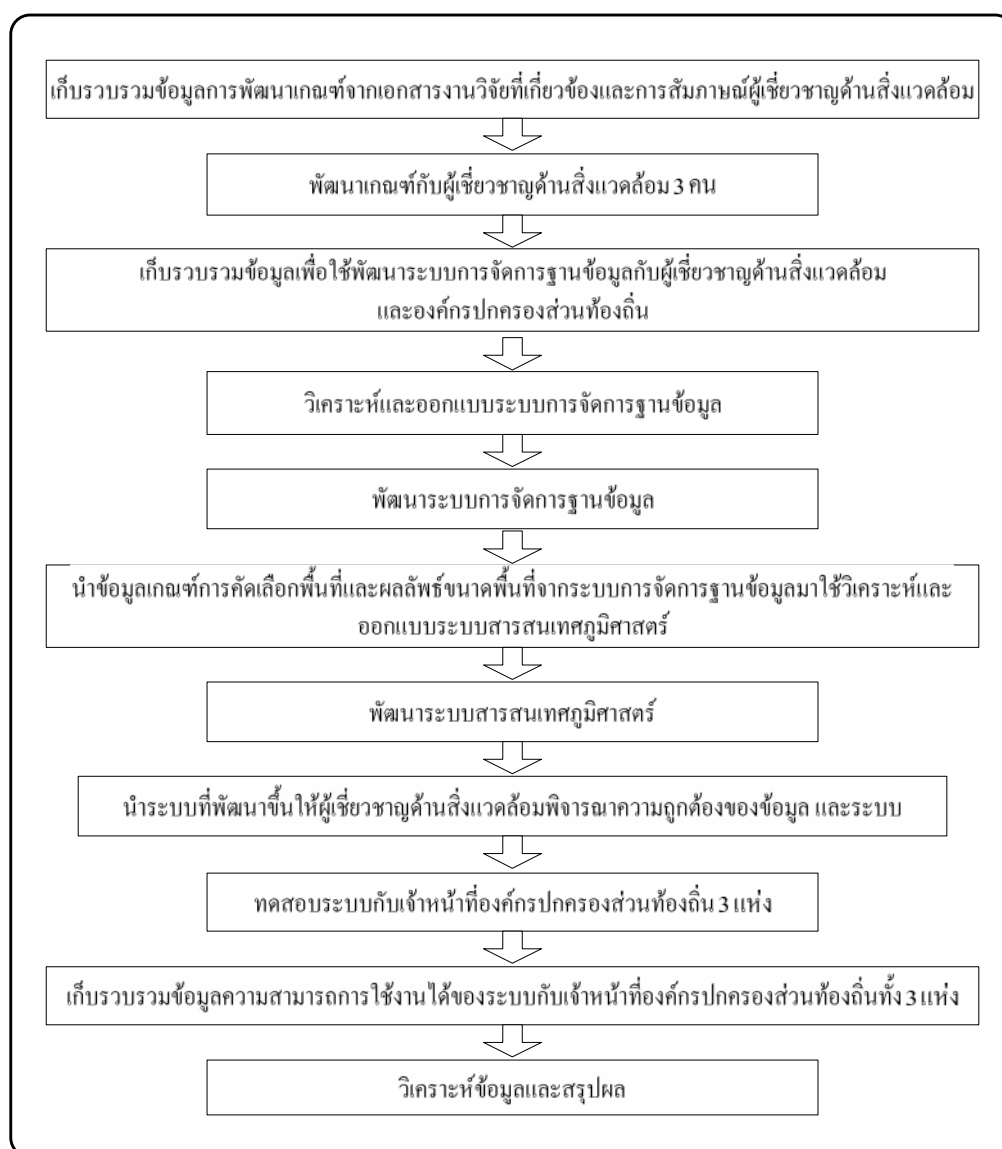 เก็บรวบรวมข้อมูลการพัฒนาเกณฑ์จากเอกสารงานวิจัยที่เกี่ยวข้องและการสัมภาษณ์ผู้เชี่ยวชาญด้านสิ่งแวดล้อม
พัฒนาเกณฑ์กับผู้เชี่ยวชาญด้านสิ่งแวดล้อม 3 คน
เก็บรวบรวมข้อมูลเพื่อใช้พัฒนาระบบการจัดการฐานข้อมูลกับผู้เชี่ยวชาญด้านสิ่งแวดล้อม
และองค์กรปกครองส่วนท้องถิ่น
วิเคราะห์และออกแบบระบบการจัดการฐานข้อมูล
พัฒนาระบบการจัดการฐานข้อมูล
นำข้อมูลเกณฑ์การคัดเลือกพื้นที่และผลลัพธ์ขนาดพื้นที่จากระบบการจัดการฐานข้อมูลมาใช้วิเคราะห์และ
ออกแบบระบบสารสนเทศภูมิศาสตร์
พัฒนาระบบสารสนเทศภูมิศาสตร์
นำระบบที่พัฒนาขึ้นให้ผู้เชี่ยวชาญด้านสิ่งแวดล้อมพิจารณาความถูกต้องของข้อมูล และระบบ
ทดสอบระบบกับเจ้าหน้าที่องค์กรปกครองส่วนท้องถิ่น 3 แห่ง
เก็บรวบรวมข้อมูลความสามารถการใช้งานได้ของระบบกับเจ้าหน้าที่องค์กรปกครองส่วนท้องถิ่นทั้ง 3 แห่ง
วิเคราะห์ข้อมูลและสรุปผล